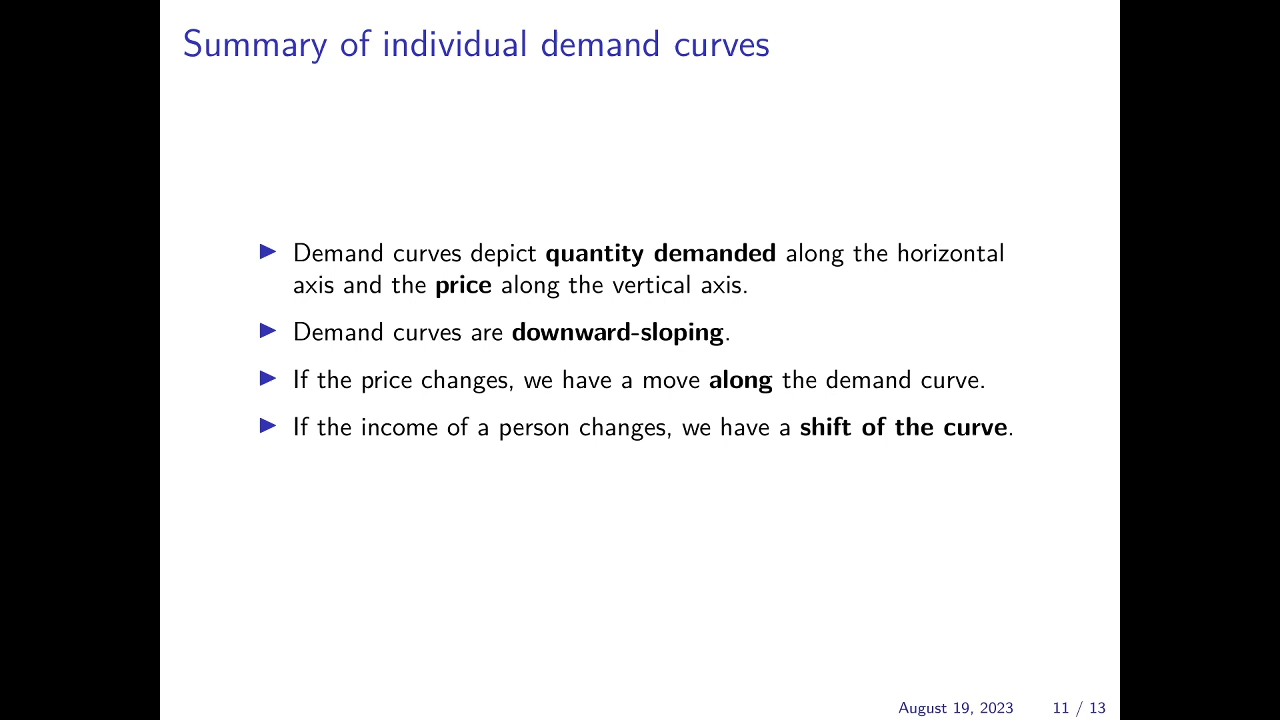 Summary of individual demand curves
Demand curves depict quantity demanded along the horizontal
axis and the price along the vertical axis.
Demand curves are downward-sloping.
If the price changes, we have a move along the demand curve.
If the income of a person changes, we have a shift of the curve.
August 19, 2023 11 / 13